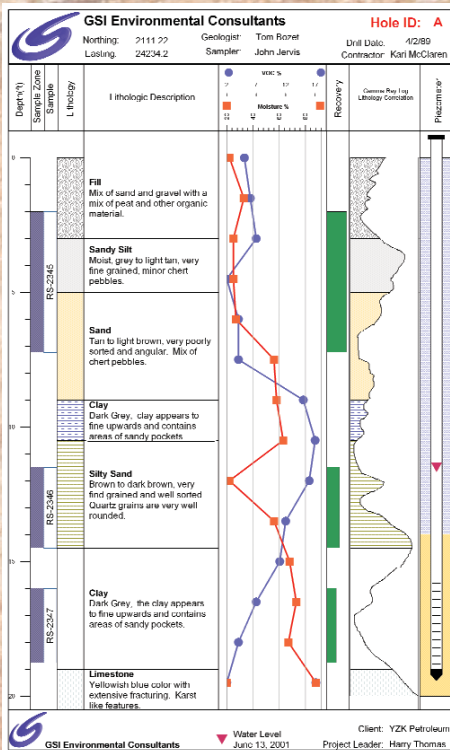 GSI Environmental Consultants
Hole ID: A
Northing: 2111.22
Geologist: Tom Bozet
Drill Date: 4/2/89
Easting: 24234.2
Sampler: John Jervis
Contractor: Kari McClaren
Depth(ft)
Sample Zone
Sample
Lithology
Lithologic Description
VOC %
2 7 12 17
Moisture %
Recovery
Gamma Ray Log
Lithology Correlation
Piezometer
0
Fill
Mix of sand and gravel with a
mix of peat and other organic
material.
Sandy Silt
Moist, grey to light tan, very
fine grained, minor chert
pebbles.
RS-2345
5
Sand
Tan to light brown, very poorly
sorted and angular. Mix of
chert pebbles.
Clay
Dark Grey, clay appears to
fine upwards and contains
areas of sandy pockets
10
Silty Sand
Brown to dark brown, very
find grained and well sorted
Quartz grains are very well
rounded.
RS-2346
15
Clay
Dark Grey, the clay appears
to fine upwards and contains
areas of sandy pockets.
RS-2347
Limestone
Yellowish blue color with
extensive fracturing. Karst
like features.
20
GSI Environmental Consultants
Water Level
June 13, 2001
Client: YZK Petroleum
Project Leader: Harry Thomas